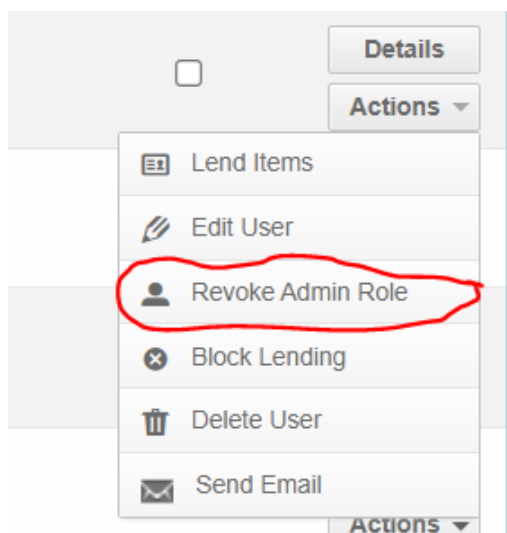 Details
Actions
Lend Items
Edit User
Revoke Admin Role
Block Lending
Delete User
Send Email
Actions